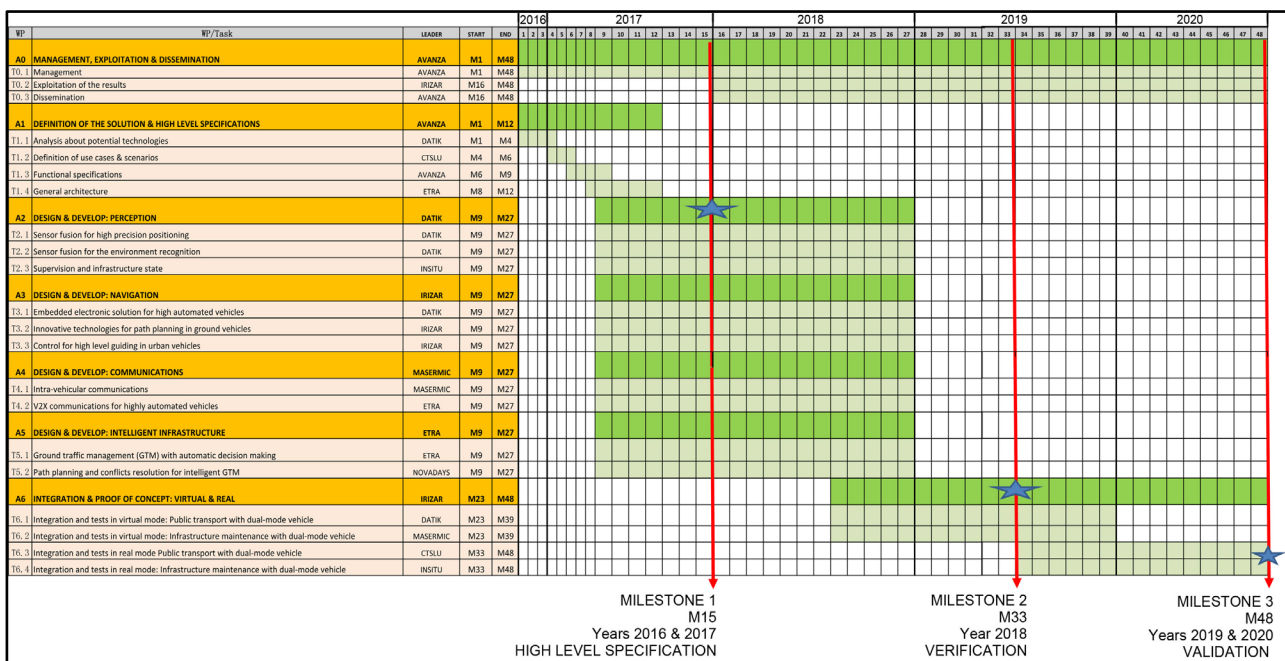 2016 2017 2018 2019 2020
WP WP/Task LEADER START END 1 2 3 4 5 6 7 8 9 10 11 12 13 14 15 16 17 18 19 20 21 22 23 24 25 26 27 28 29 30 31 32 33 34 35 36 37 38 39 40 41 42 43 44 45 46 47 48
A0 MANAGEMENT, EXPLOITATION & DISSEMINATION AVANZA M1 M48
T0.1 Management AVANZA M1 M48
T0.2 Exploitation of the results IRIZAR M16 M48
T0.3 Dissemination AVANZA M16 M48
A1 DEFINITION OF THE SOLUTION & HIGH LEVEL SPECIFICATIONS AVANZA M1 M12
T1.1 Analysis about potential technologies DATIK M1 M4
T1.2 Definition of use cases & scenarios CTSLU M4 M6
T1.3 Functional specifications AVANZA M6 M9
T1.4 General architecture ETRA M8 M12
A2 DESIGN & DEVELOP: PERCEPTION DATIK M9 M27
T2.1 Sensor fusion for high precision positioning DATIK M9 M27
T2.2 Sensor fusion for the environment recognition DATIK M9 M27
T2.3 Supervision and infrastructure state INSITU M9 M27
A3 DESIGN & DEVELOP: NAVIGATION IRIZAR M9 M27
T3.1 Embedded electronic solution for high automated vehicles DATIK M9 M27
T3.2 Innovative technologies for path planning in ground vehicles IRIZAR M9 M27
T3.3 Control for high level guiding in urban vehicles IRIZAR M9 M27
A4 DESIGN & DEVELOP: COMMUNICATIONS MASERMIC M9 M27
T4.1 Intra-vehicular communications MASERMIC M9 M27
T4.2 V2X communications for highly automated vehicles ETRA M9 M27
A5 DESIGN & DEVELOP: INTELLIGENT INFRASTRUCTURE ETRA M9 M27
T5.1 Ground traffic management (GTM) with automatic decision making ETRA M9 M27
T5.2 Path planning and conflicts resolution for intelligent GTM NOVADAYS M9 M27
A6 INTEGRATION & PROOF OF CONCEPT: VIRTUAL & REAL IRIZAR M23 M48
T6.1 Integration and tests in virtual mode: Public transport with dual-mode vehicle DATIK M23 M39
T6.2 Integration and tests in virtual mode: Infrastructure maintenance with dual-mode vehicle MASERMIC M23 M39
T6.3 Integration and tests in real mode Public transport with dual-mode vehicle CTSLU M33 M48
T6.4 Integration and tests in real mode: Infrastructure maintenance with dual-mode vehicle INSITU M33 M48
MILESTONE 1
M15
Years 2016 & 2017
HIGH LEVEL SPECIFICATION
MILESTONE 2
M33
Year 2018
VERIFICATION
MILESTONE 3
M48
Years 2019 & 2020
VALIDATION